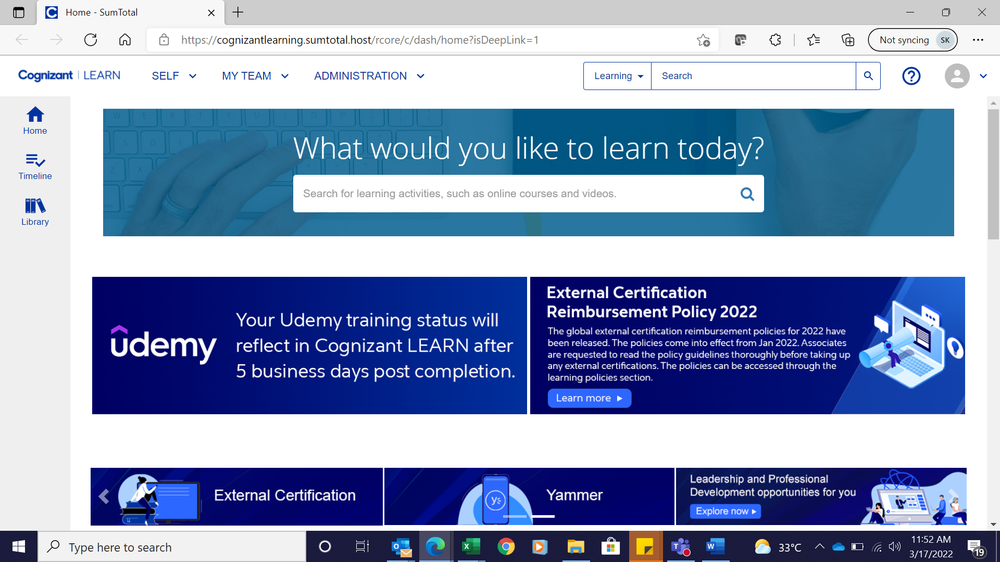 Home - SumTotal
https://cognizantlearning.sumtotal.host/rcore/c/dash/home?isDeepLink=1
Not syncing SK
Cognizant | LEARN
SELF
MY TEAM
ADMINISTRATION
Learning
Search
Home
Timeline
Library
What would you like to learn today?
Search for learning activities, such as online courses and videos.
udemy
Your Udemy training status will
reflect in Cognizant LEARN after
5 business days post completion.
External Certification
Reimbursement Policy 2022
The global external certification reimbursement policies for 2022 have
been released. The policies come into effect from Jan 2022. Associates
are requested to read the policy guidelines thoroughly before taking up
any external certifications. The policies can be accessed through the
learning policies section.
Learn more
External Certification
Yammer
Leadership and Professional
Development opportunities for you
Explore now
Type here to search
33°C
11:52 AM
3/17/2022
19